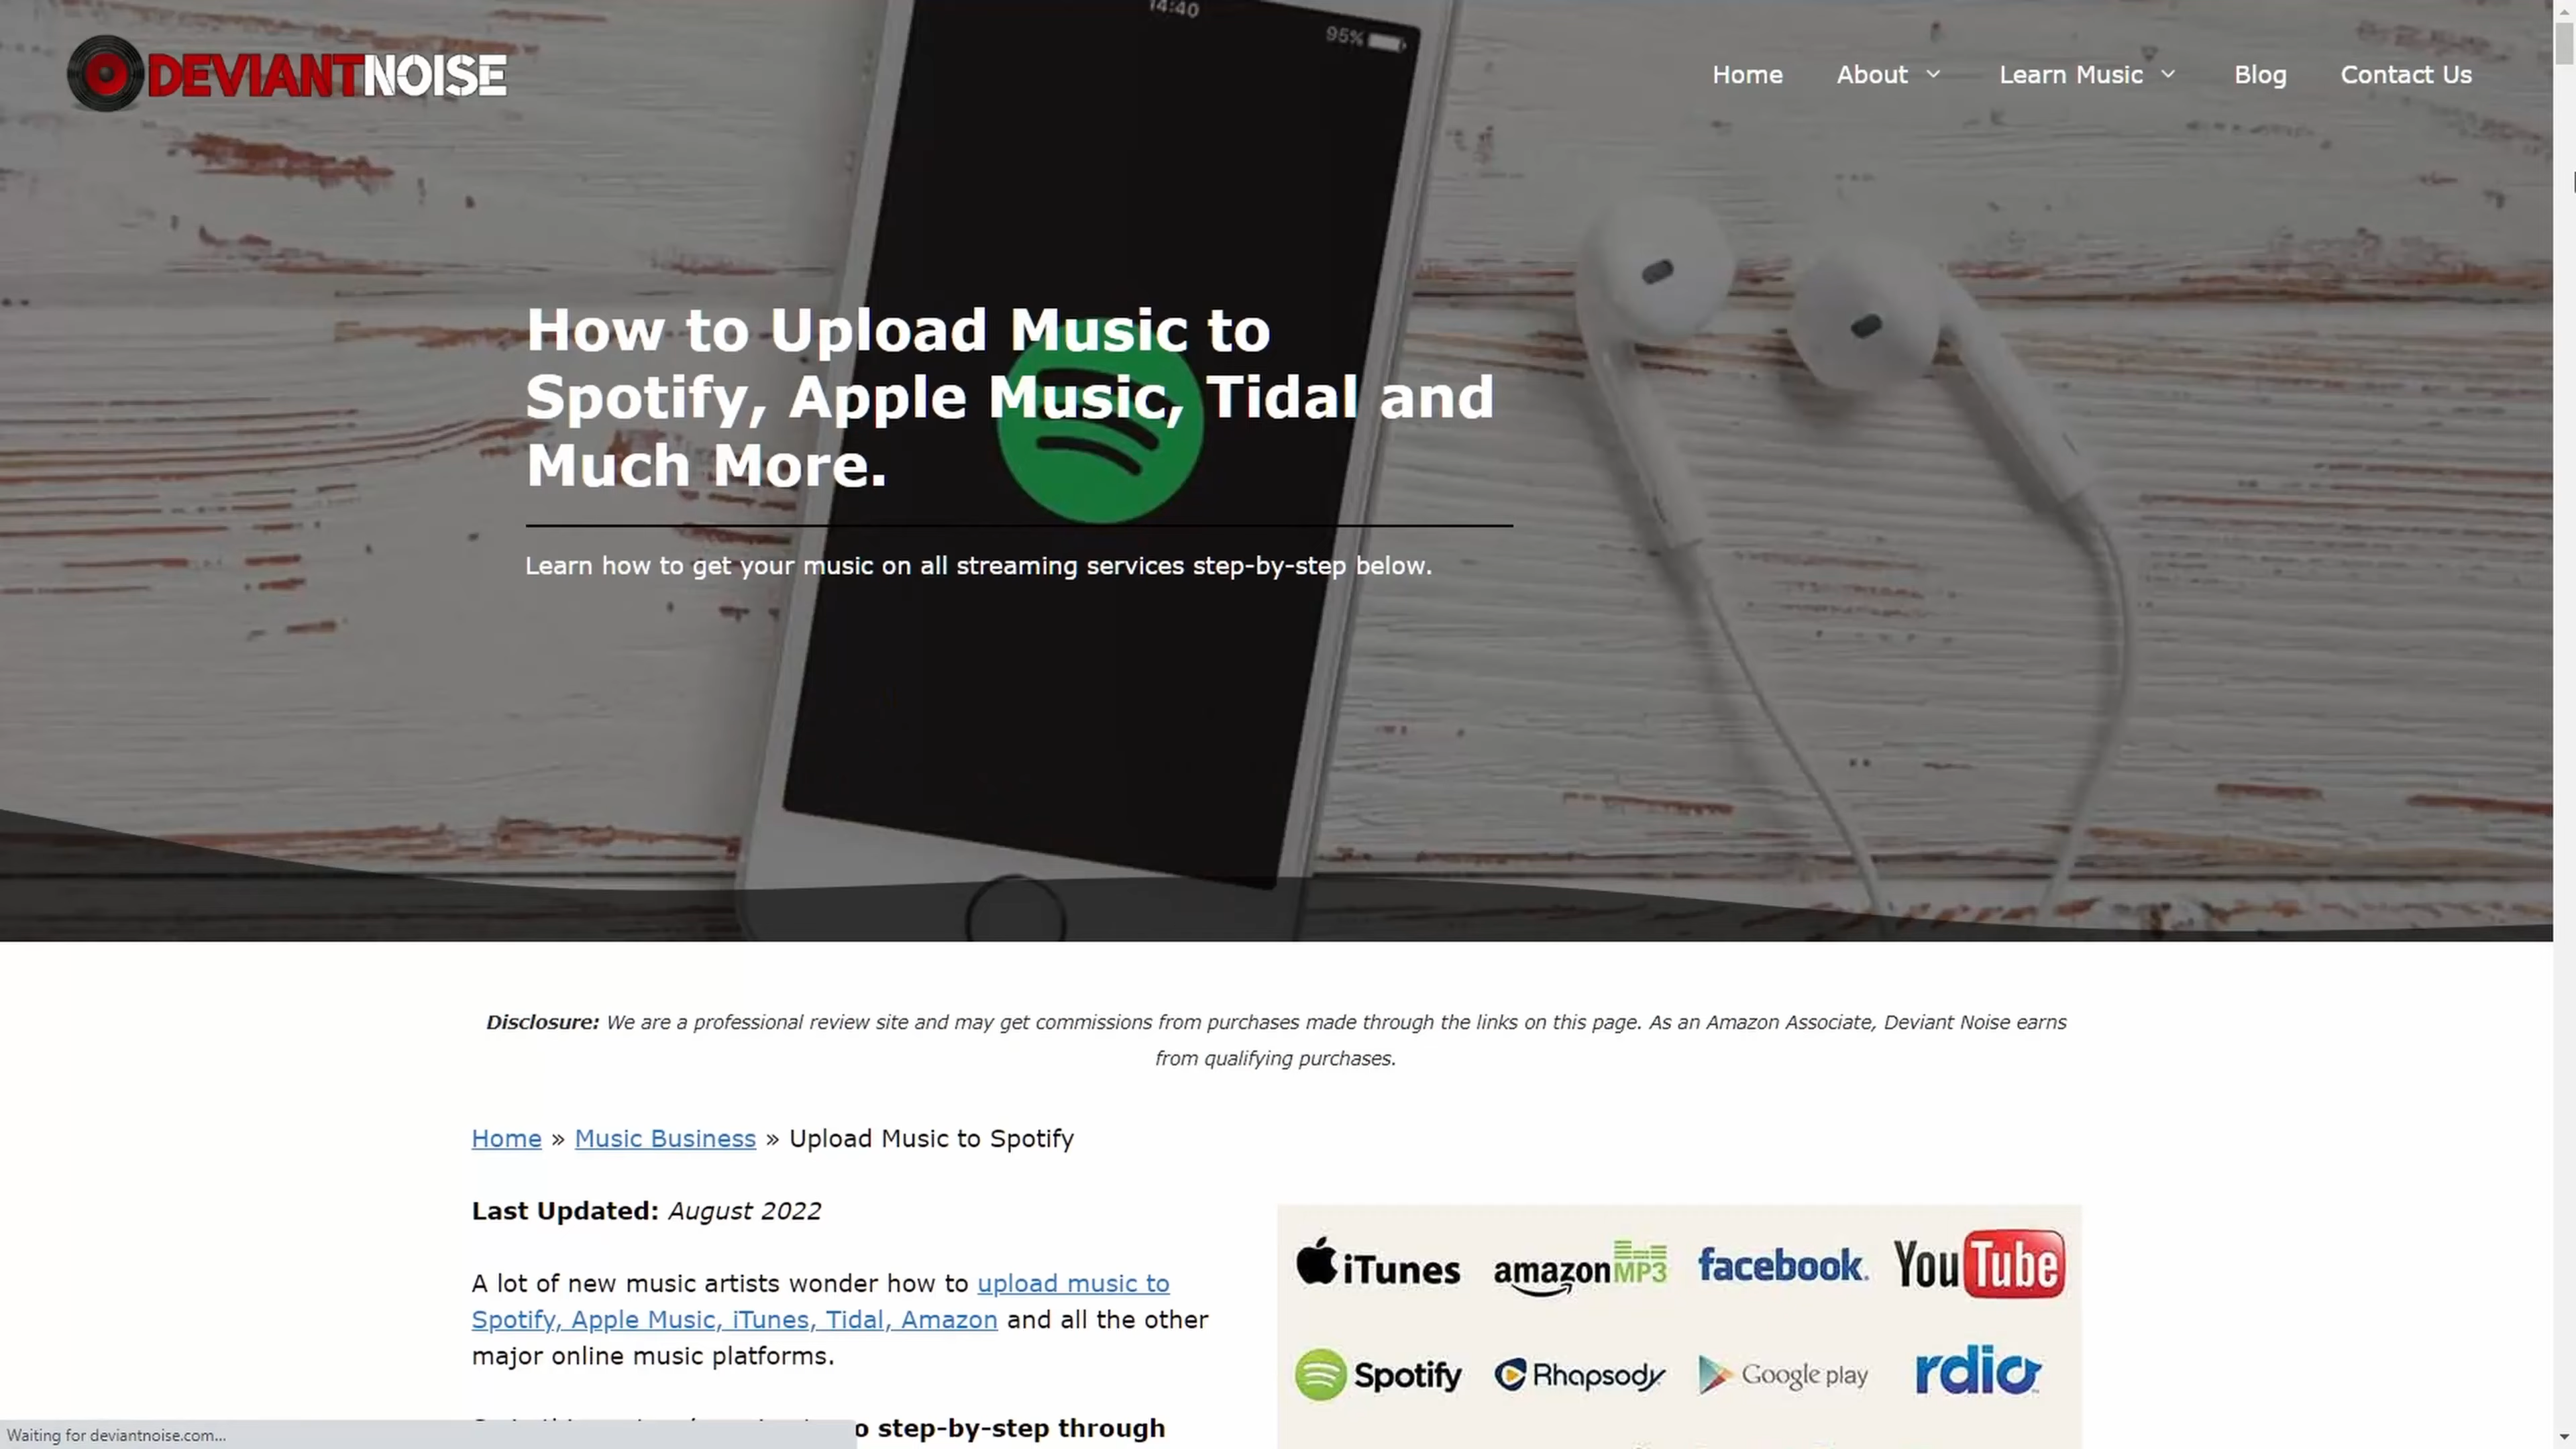 14:40
95%
DEVIANTNOISE
Home
About
Learn Music
Blog
Contact Us
How to Upload Music to
Spotify, Apple Music, Tidal and
Much More.
Learn how to get your music on all streaming services step-by-step below.
Disclosure: We are a professional review site and may get commissions from purchases made through the links on this page. As an Amazon Associate, Deviant Noise earns
from qualifying purchases.
Home » Music Business » Upload Music to Spotify
Last Updated: August 2022
A lot of new music artists wonder how to upload music to
Spotify, Apple Music, iTunes, Tidal, Amazon and all the other
major online music platforms.
step-by-step through
iTunes amazonMP3 facebook. YouTube
Spotify Rhapsody Google play rdio
Waiting for deviantnoise.com...